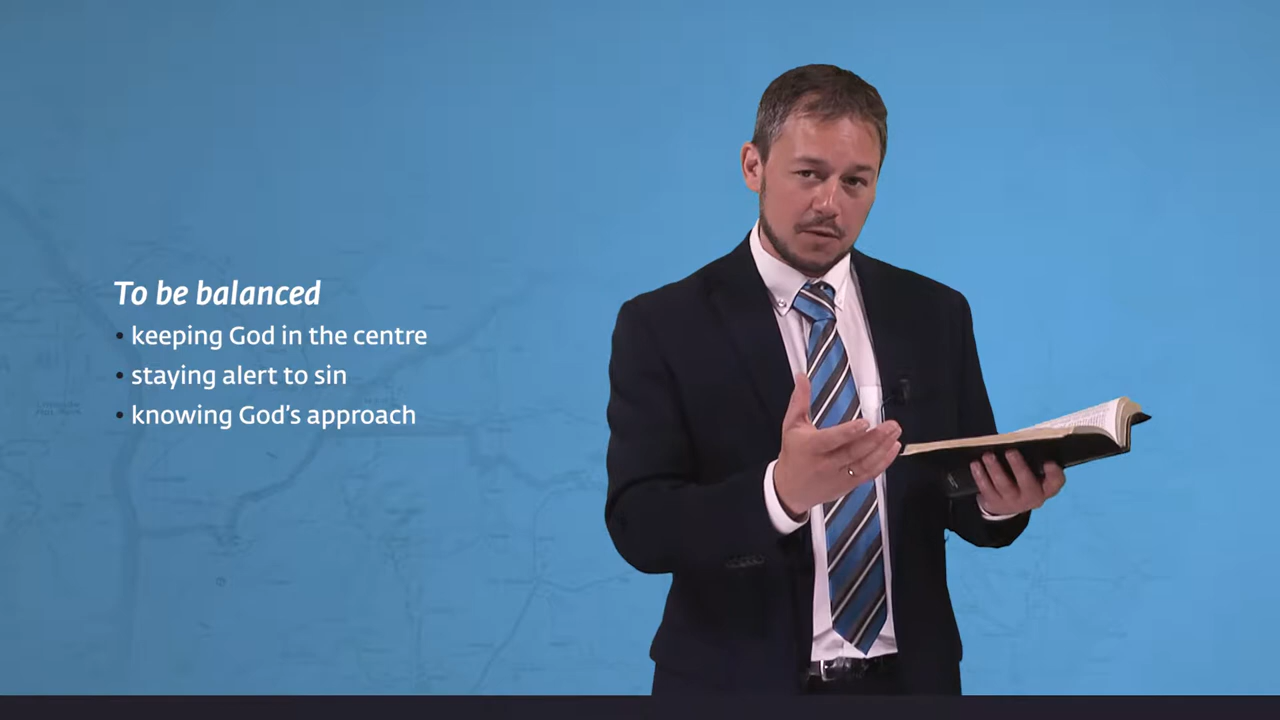 To be balanced
• keeping God in the centre
• staying alert to sin
• knowing God's approach